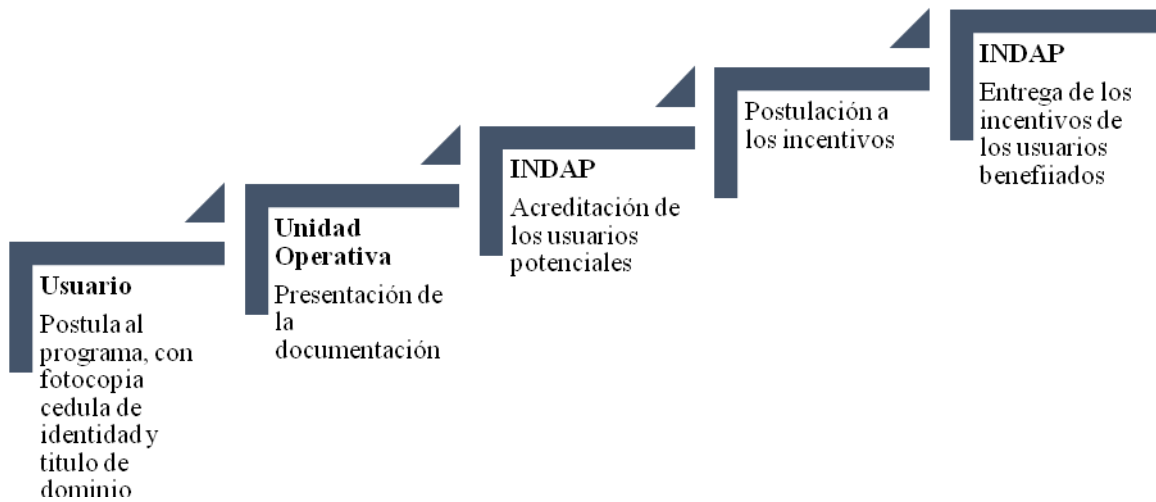 Usuario
Postula al
programa, con
fotocopia
cedula de
identidad y
titulo de
dominio
Unidad
Operativa
Presentación de
la
documentación
INDAP
Acreditación de
los usuarios
potenciales
Postulación a
los incentivos
INDAP
Entrega de los
incentivos de
los usuarios
benefiiados